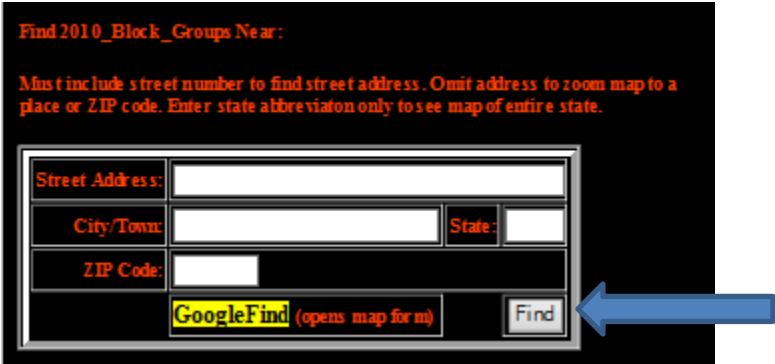 Find 2010_Block_Groups Near:
Must include street number to find street address. Omit address to zoom map to a
place or ZIP code. Enter state abbreviaton only to see map of entire state.
Street Address:
City/Town: State:
ZIP Code:
GoogleFind (opens map form) Find